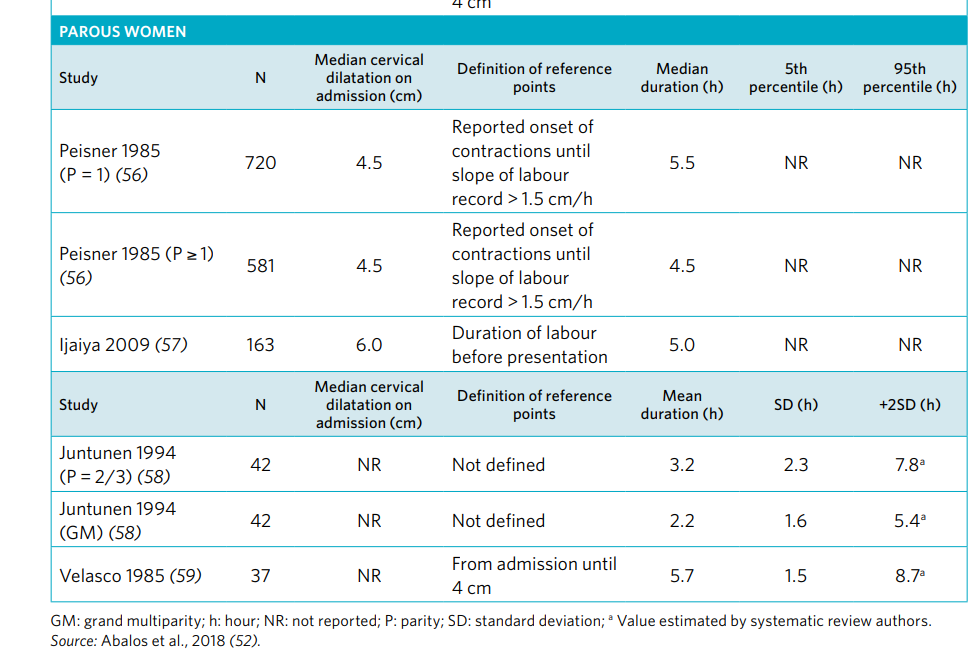 4 cm
PAROUS WOMEN
Study N Median cervical dilatation on admission (cm) Definition of reference points Median duration (h) 5th percentile (h) 95th percentile (h)
Peisner 1985 (P = 1) (56) 720 4.5 Reported onset of contractions until slope of labour record > 1.5 cm/h 5.5 NR NR
Peisner 1985 (P ≥ 1) (56) 581 4.5 Reported onset of contractions until slope of labour record > 1.5 cm/h 4.5 NR NR
Ijaiya 2009 (57) 163 6.0 Duration of labour before presentation 5.0 NR NR
Study N Median cervical dilatation on admission (cm) Definition of reference points Mean duration (h) SD (h) +2SD (h)
Juntunen 1994 (P = 2/3) (58) 42 NR Not defined 3.2 2.3 7.8ᵃ
Juntunen 1994 (GM) (58) 42 NR Not defined 2.2 1.6 5.4ᵃ
Velasco 1985 (59) 37 NR From admission until 4 cm 5.7 1.5 8.7ᵃ
GM: grand multiparity; h: hour; NR: not reported; P: parity; SD: standard deviation; ᵃ Value estimated by systematic review authors.
Source: Abalos et al., 2018 (52).